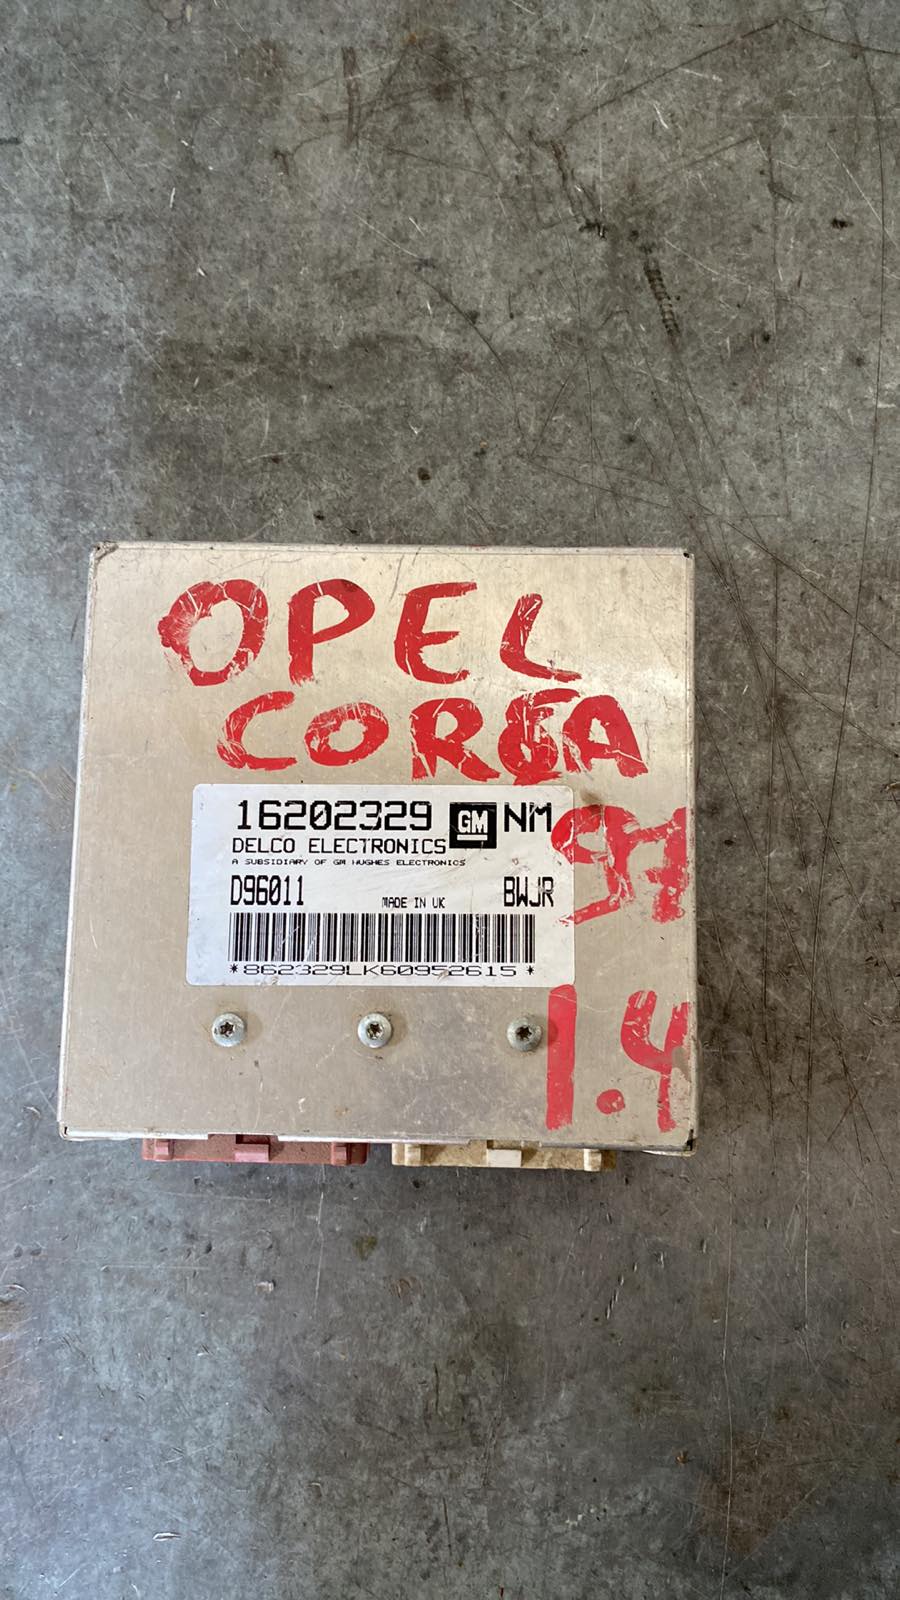 OPEL
CORSA
16202329 GM NM
DELCO ELECTRONICS
A SUBSIDIARY OF GM HUGHES ELECTRONICS
97
D96011 MADE IN UK BWJR
*862329LK60952615*
1.4